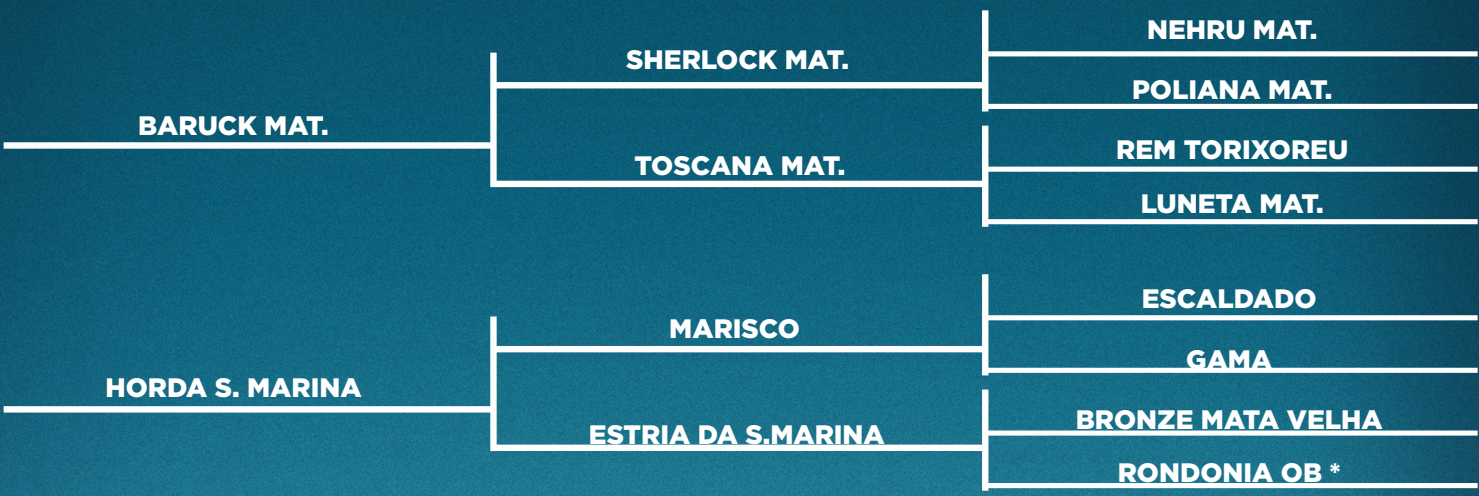 NEHRU MAT.
SHERLOCK MAT.
POLIANA MAT.
BARUCK MAT.
REM TORIXOREU
TOSCANA MAT.
LUNETA MAT.
ESCALDADO
MARISCO
GAMA
HORDA S. MARINA
BRONZE MATA VELHA
ESTRIA DA S.MARINA
RONDONIA OB *